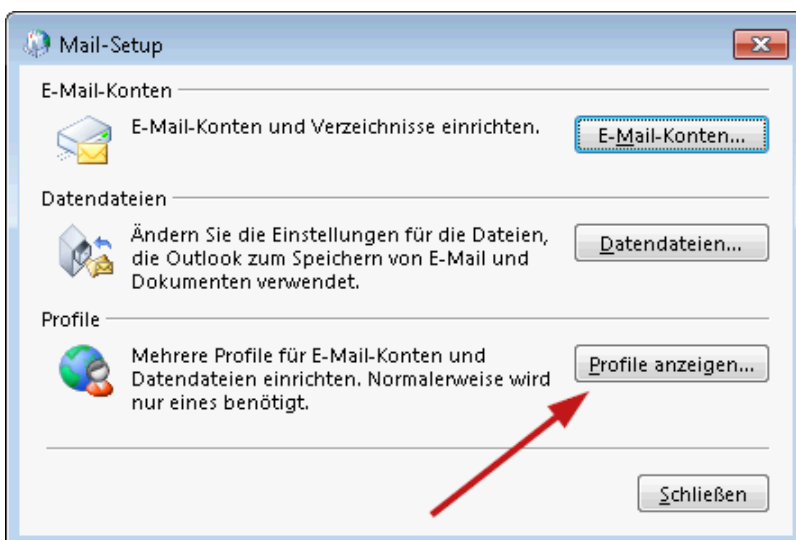 Mail-Setup
E-Mail-Konten
E-Mail-Konten und Verzeichnisse einrichten.
E-Mail-Konten...
Datendateien
Ändern Sie die Einstellungen für die Dateien,
die Outlook zum Speichern von E-Mail und
Dokumenten verwendet.
Datendateien...
Profile
Mehrere Profile für E-Mail-Konten und
Datendateien einrichten. Normalerweise wird
nur eines benötigt.
Profile anzeigen...
Schließen